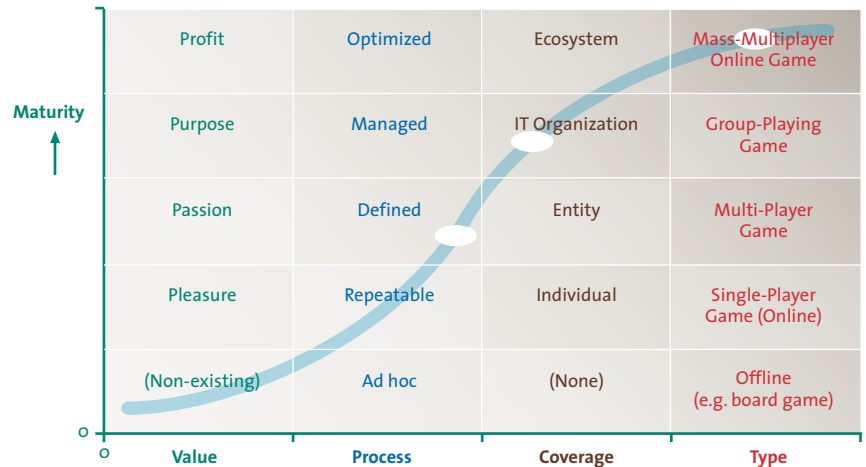 Profit Optimized Ecosystem Mass-Multiplayer
Online Game
Maturity
Purpose Managed IT Organization Group-Playing
Game
Passion Defined Entity Multi-Player
Game
Pleasure Repeatable Individual Single-Player
Game (Online)
(Non-existing) Ad hoc (None) Offline
(e.g. board game)
0
0 Value Process Coverage Type